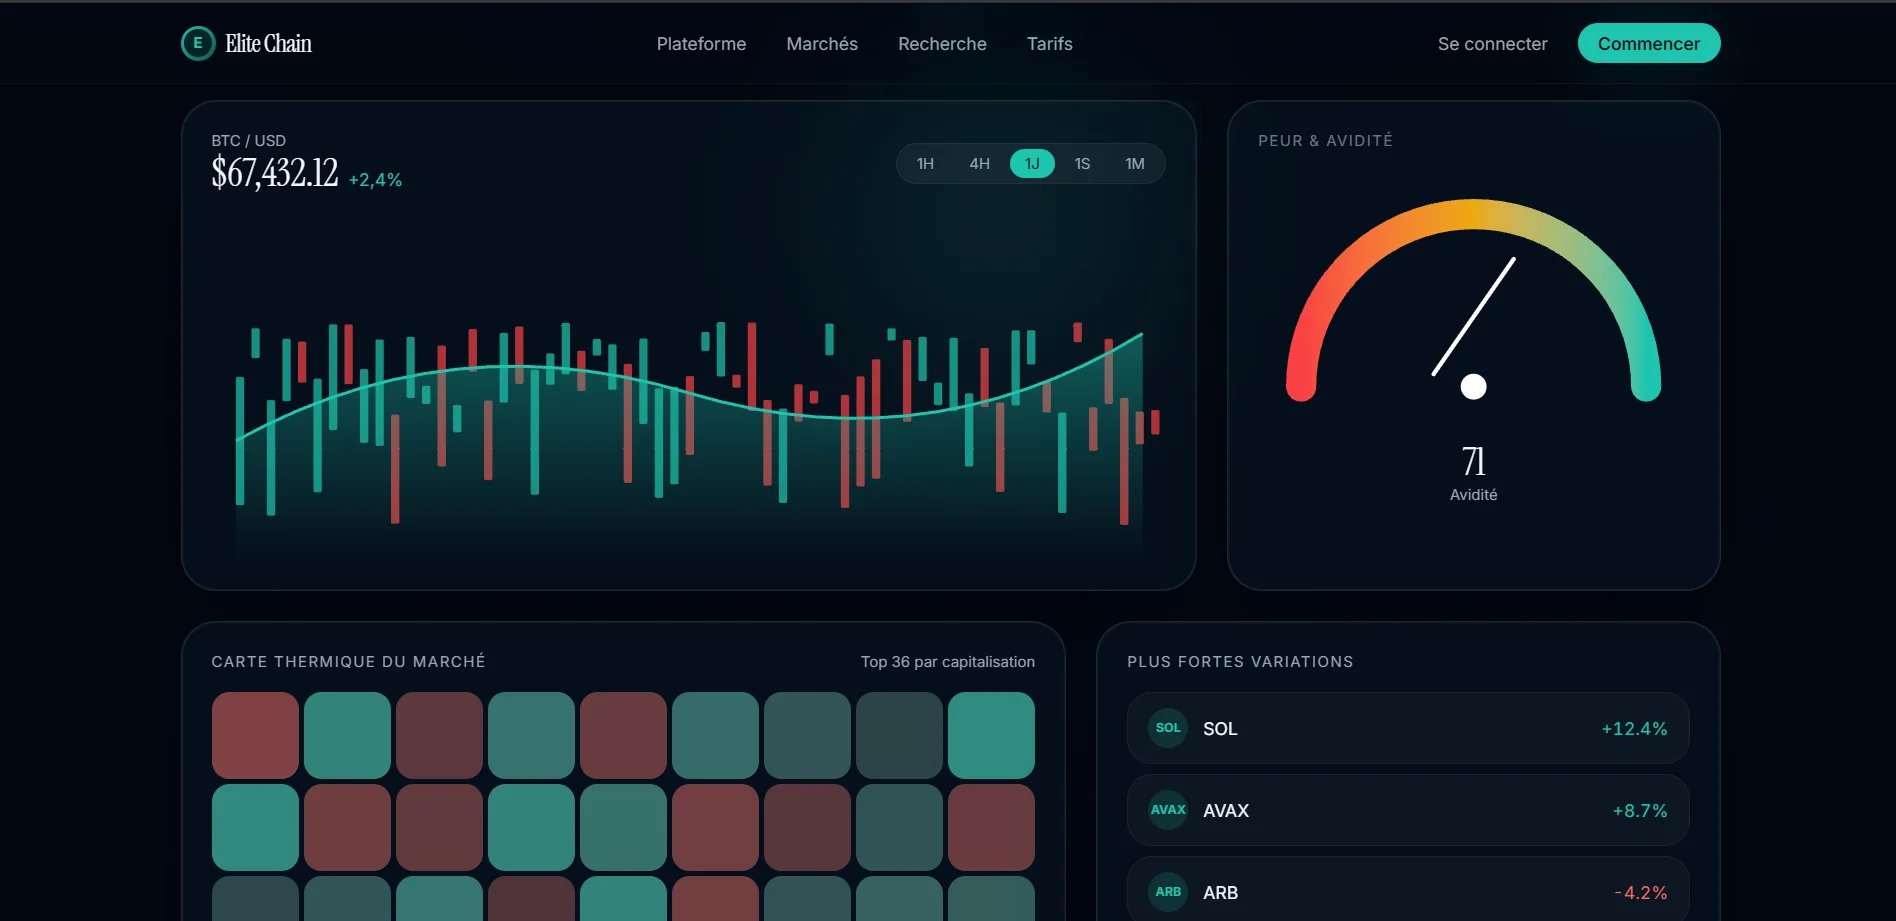 E Elite Chain
Plateforme Marchés Recherche Tarifs
Se connecter Commencer
BTC / USD
$67,432.12 +2,4%
1H 4H 1J 1S 1M
PEUR & AVIDITÉ
71
Avidité
CARTE THERMIQUE DU MARCHÉ
Top 36 par capitalisation
PLUS FORTES VARIATIONS
SOL SOL +12.4%
AVAX AVAX +8.7%
ARB ARB -4.2%